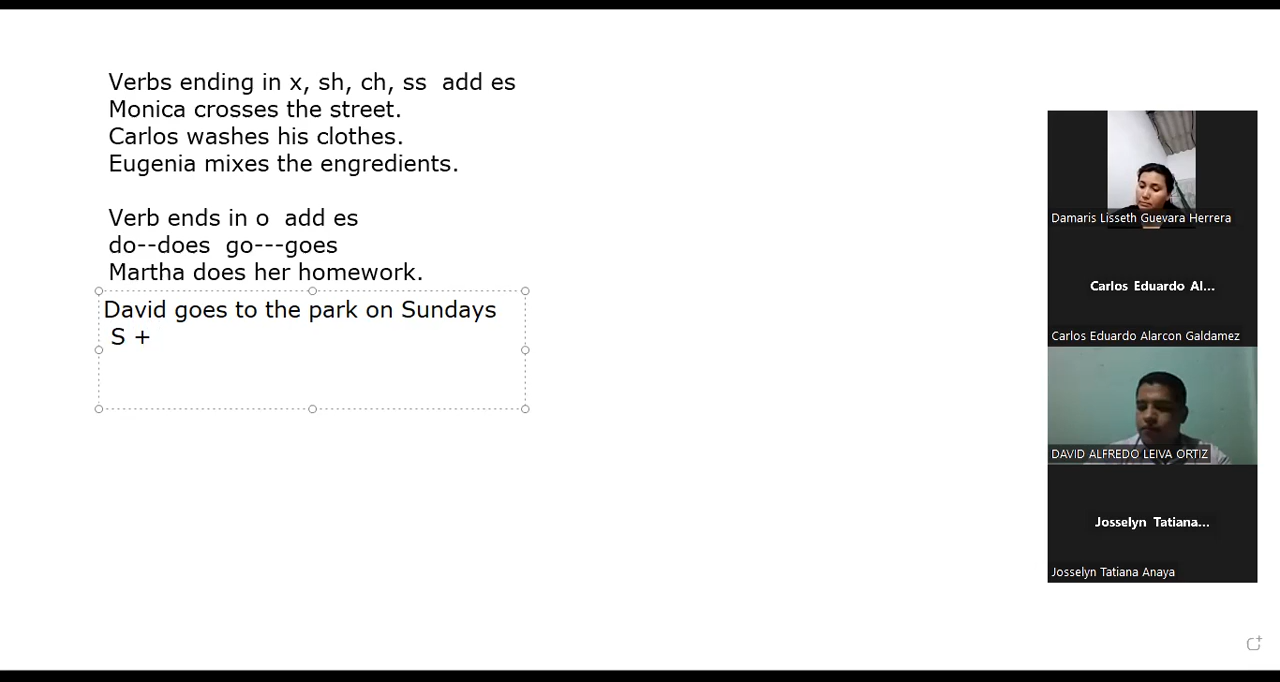 Verbs ending in x, sh, ch, ss  add es
Monica crosses the street.
Carlos washes his clothes.
Eugenia mixes the engredients.
Verb ends in o  add es
do--does  go---goes
Martha does her homework.
David goes to the park on Sundays
S +
Damaris Lisseth Guevara Herrera
Carlos Eduardo Al...
Carlos Eduardo Alarcon Galdamez
DAVID ALFREDO LEIVA ORTIZ
Josselyn Tatiana...
Josselyn Tatiana Anaya